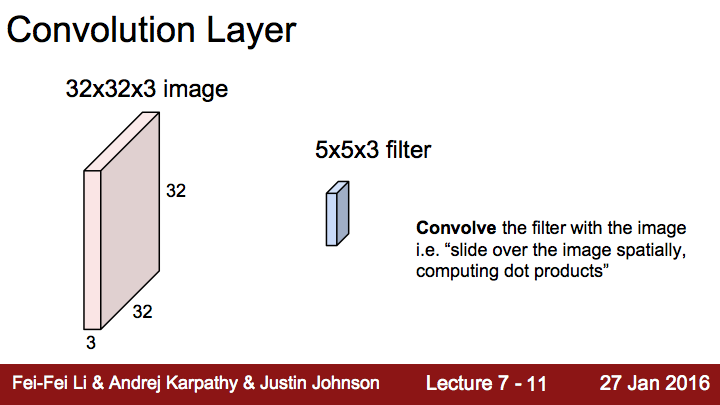 Convolution Layer
32x32x3 image
5x5x3 filter
32
Convolve the filter with the image
i.e. “slide over the image spatially,
computing dot products”
32
3
Fei-Fei Li & Andrej Karpathy & Justin Johnson Lecture 7 - 11 27 Jan 2016